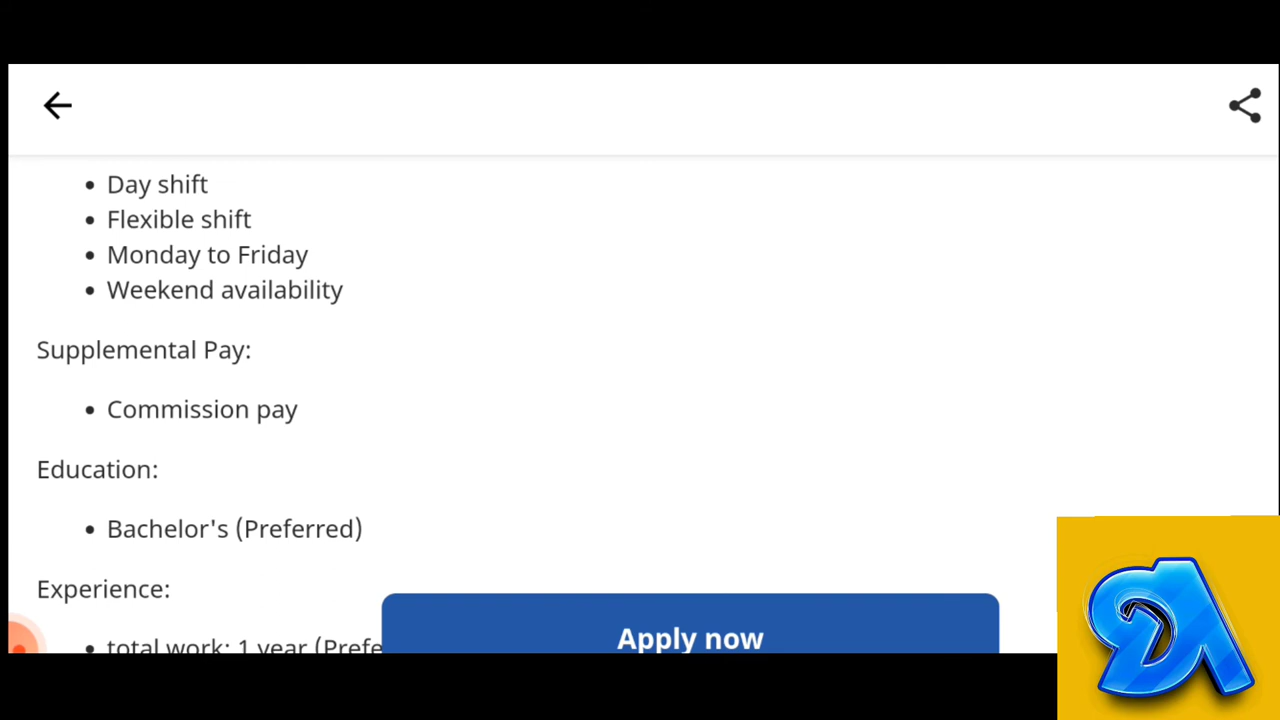 Day shift
Flexible shift
Monday to Friday
Weekend availability
Supplemental Pay:
Commission pay
Education:
Bachelor's (Preferred)
Experience:
total work: 1 year (Prefe
Apply now